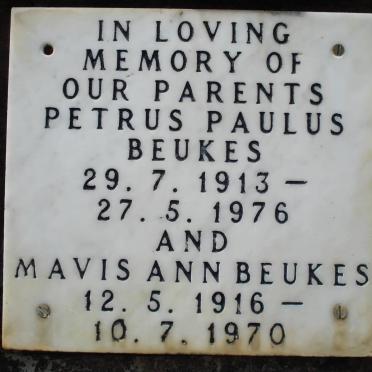 IN LOVING
MEMORY OF
OUR PARENTS
PETRUS PAULUS
BEUKES
29. 7. 1913 –
27. 5. 1976
AND
MAVIS ANN BEUKES
12. 5. 1916 –
10. 7. 1970